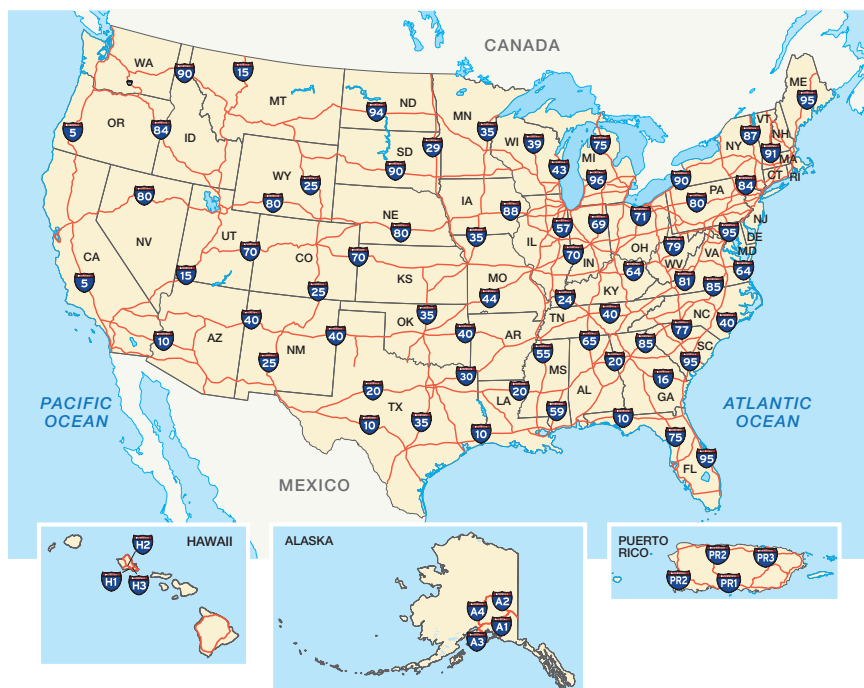 CANADA
WA
90
15
MT
94
ND
MN
35
WI
39
75
MI
ME
95
VT
87
NH
NY
91
MA
CT
RI
5
OR
84
ID
SD
29
90
43
96
90
PA
84
80
WY
25
80
80
NE
80
IA
88
35
IL
57
69
71
NJ
95
DE
MD
NV
UT
70
CO
70
KS
MO
70
IN
OH
79
WV
VA
64
64
CA
5
15
25
44
24
KY
81
85
40
35
OK
TN
40
NC
77
40
10
AZ
NM
40
40
AR
55
65
85
SC
95
25
30
20
MS
20
16
GA
AL
20
LA
59
10
TX
10
35
10
75
FL
95
PACIFIC
OCEAN
ATLANTIC
OCEAN
MEXICO
HAWAII
H2
H1
H3
ALASKA
A4
A2
A1
A3
PUERTO
RICO
PR2
PR3
PR2
PR1